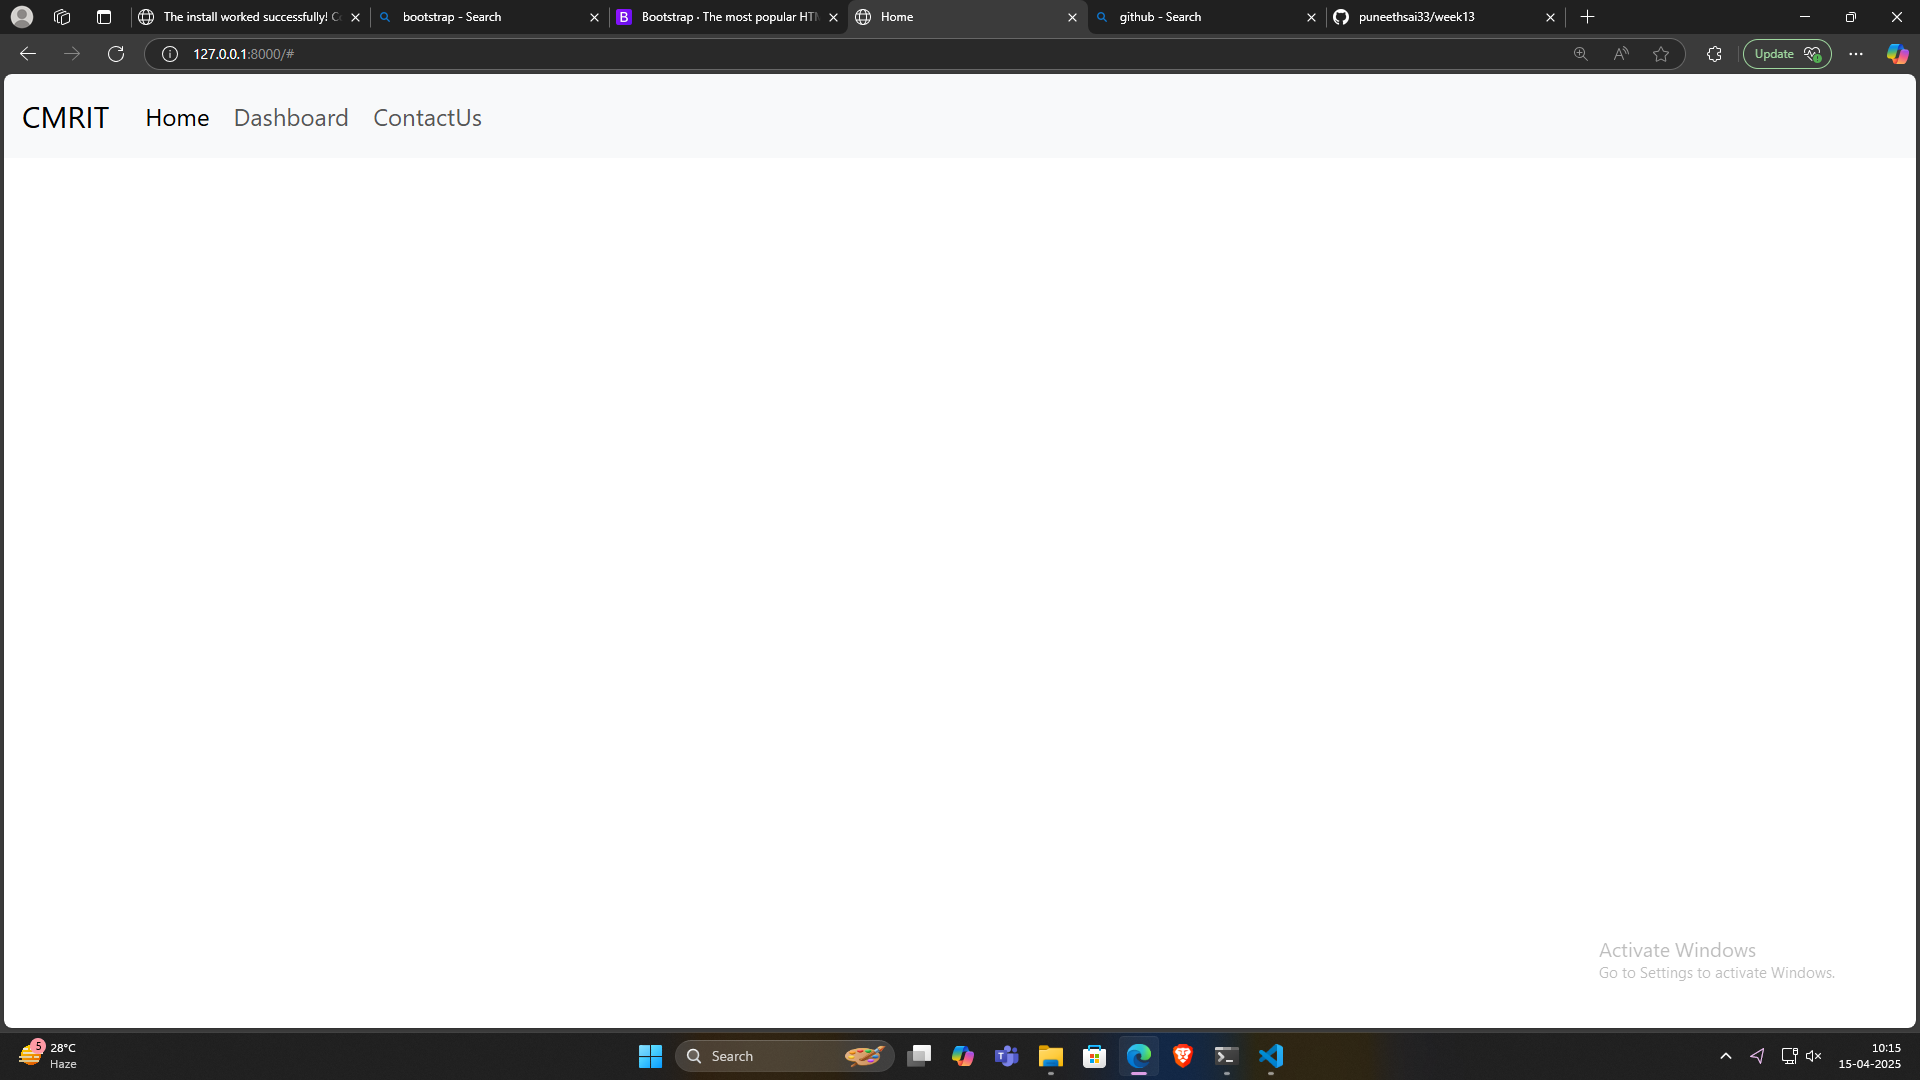 The install worked successfully! C
bootstrap - Search
Bootstrap · The most popular HTM
Home
github - Search
puneethsai33/week13
127.0.0.1:8000/#
Update
CMRIT
Home
Dashboard
ContactUs
Activate Windows
Go to Settings to activate Windows.
5
28°C
Haze
Search
10:15
15-04-2025